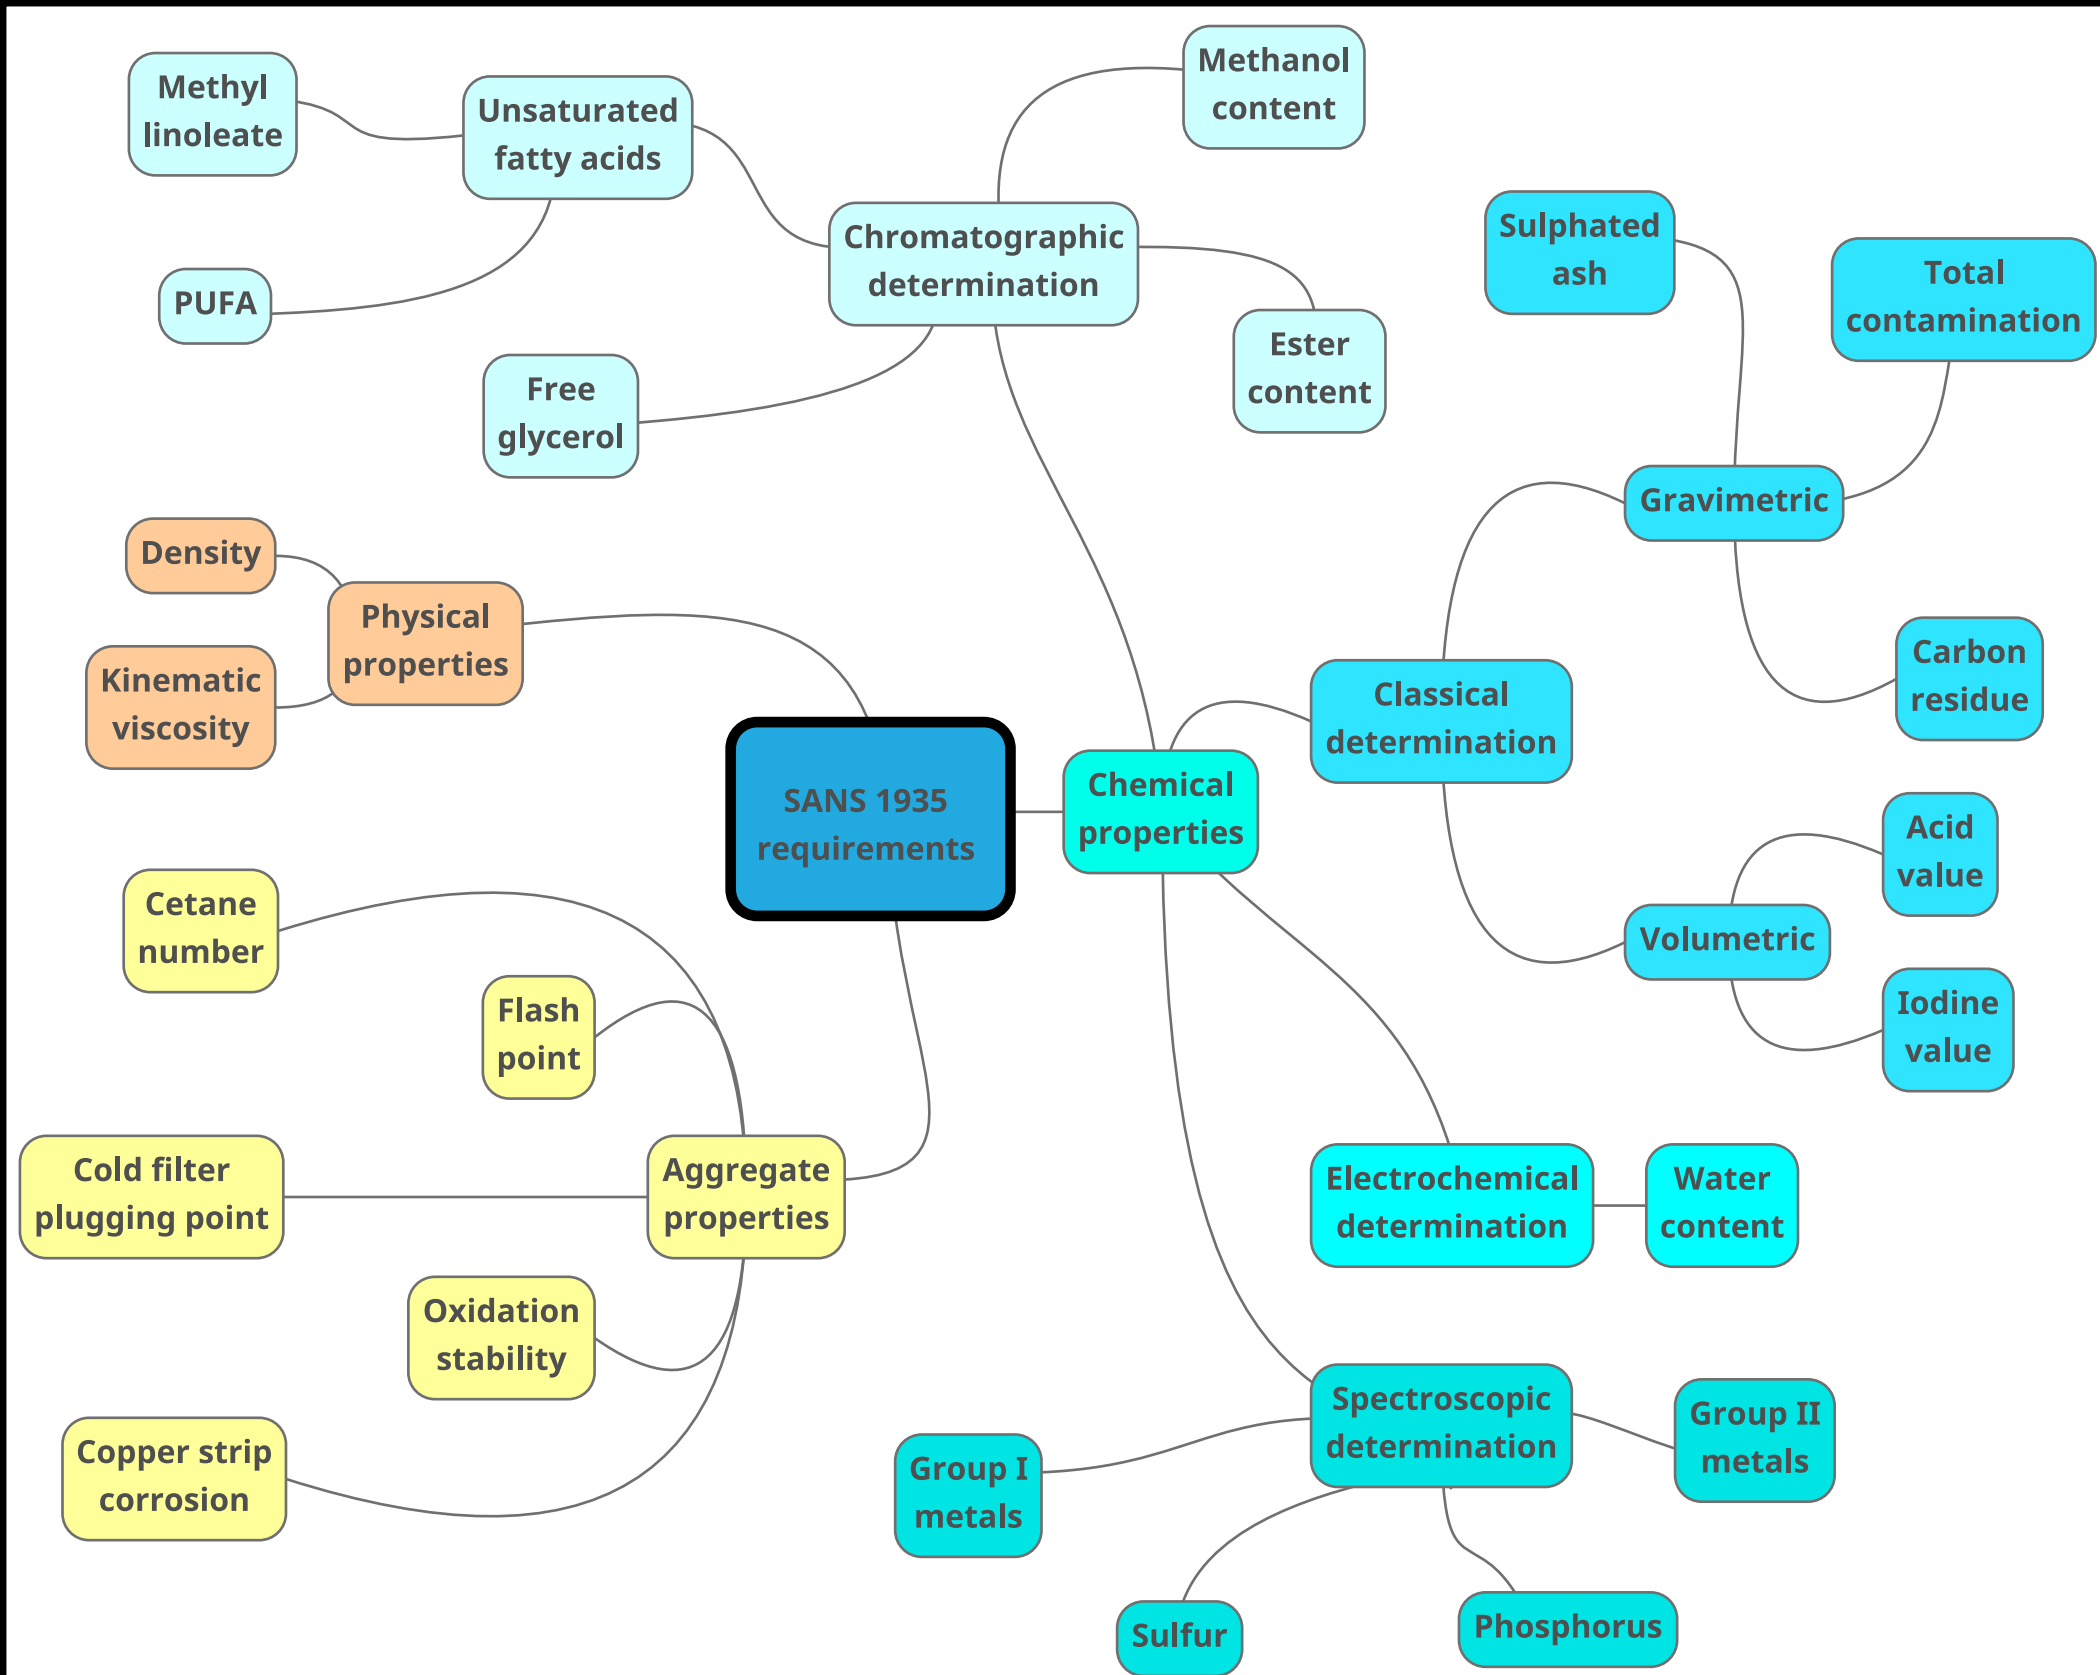 Methyl
linoleate
Unsaturated
fatty acids
Methanol
content
PUFA
Chromatographic
determination
Free
glycerol
Ester
content
Sulphated
ash
Total
contamination
Gravimetric
Density
Physical
properties
Kinematic
viscosity
Classical
determination
Carbon
residue
SANS 1935
requirements
Chemical
properties
Acid
value
Volumetric
Iodine
value
Cetane
number
Flash
point
Cold filter
plugging point
Aggregate
properties
Oxidation
stability
Copper strip
corrosion
Electrochemical
determination
Water
content
Spectroscopic
determination
Group I
metals
Group II
metals
Sulfur
Phosphorus